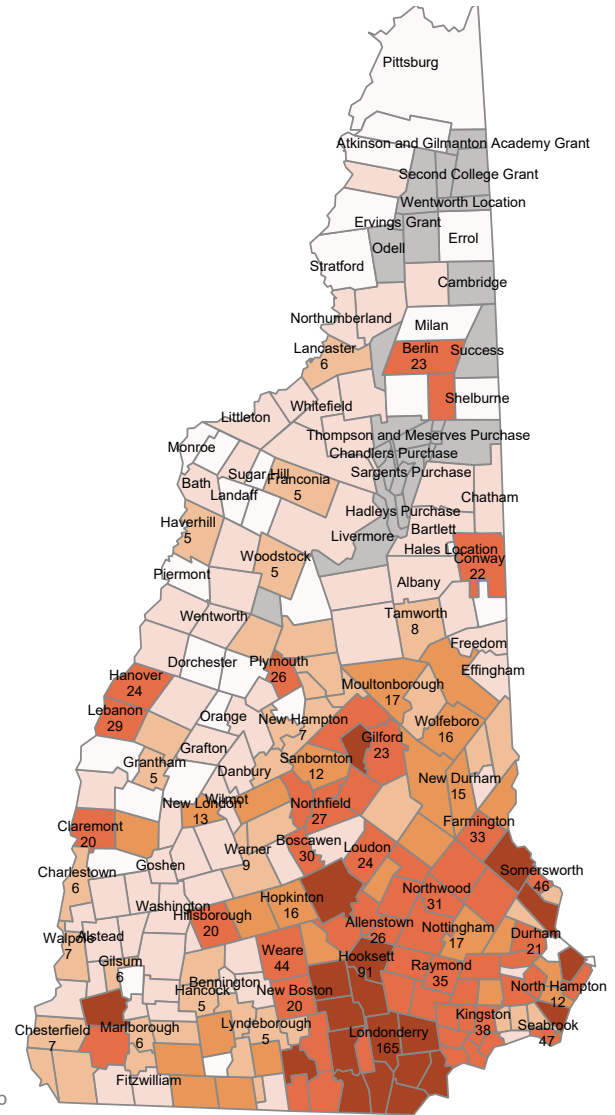 Pittsburg
Atkinson and Gilmanton Academy Grant
Second College Grant
Wentworth Location
Ervings Grant
Errol
Odell
Stratford
Cambridge
Northumberland
Milan
Lancaster
6
Berlin
23
Success
Shelburne
Whitefield
Littleton
Thompson and Meserves Purchase
Monroe
Chandlers Purchase
Sugar Hill
Sargents Purchase
Franconia
5
Bath
Landaff
Chatham
Hadleys Purchase
Haverhill
5
Bartlett
Livermore
Hales Location
Woodstock
5
Conway
22
Piermont
Albany
Wentworth
Tamworth
8
Freedom
Dorchester
Plymouth
26
Effingham
Hanover
24
Moultonborough
17
Lebanon
29
Orange
New Hampton
7
Wolfeboro
16
Gilford
23
Grafton
Sanbornton
12
Grantham
5
Danbury
New Durham
15
Wilmot
New London
13
Northfield
27
Farmington
33
Claremont
20
Boscawen
30
Loudon
24
Warner
9
Goshen
Charlestown
6
Somersworth
46
Northwood
31
Washington
Hopkinton
16
Hillsborough
20
Allenstown
26
Nottingham
17
Durham
21
Walpole
7
Alstead
Weare
44
Hooksett
91
Gilsum
6
Raymond
35
Bennington
Hancock
5
New Boston
20
North Hampton
12
Kingston
38
Lyndeborough
5
Seabrook
47
Chesterfield
7
Marlborough
6
Londonderry
165
Fitzwilliam